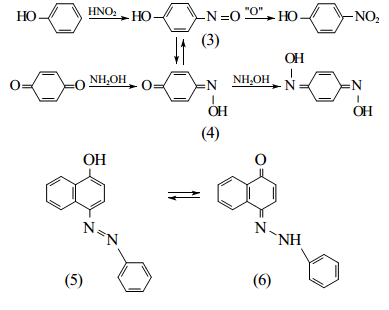 HO HNO₂ HO N=O "O" HO NO₂
(3)
OH
O O NH₂OH O N NH₂OH N N
OH OH
(4)
OH O
N=N N NH
(5) (6)